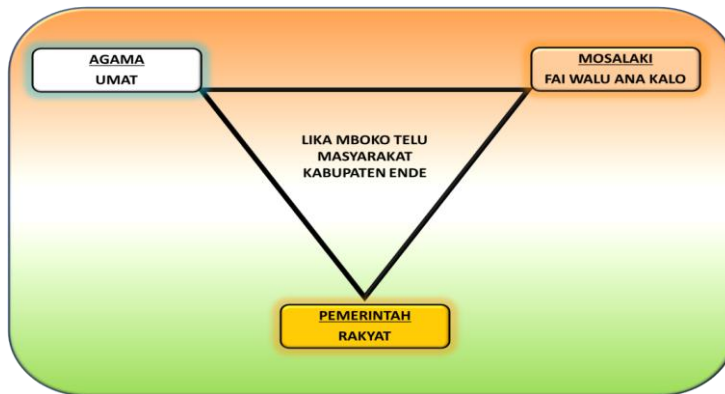 AGAMA
UMAT
MOSALAKI
FAI WALU ANA KALO
LIKA MBOKO TELU
MASYARAKAT
KABUPATEN ENDE
PEMERINTAH
RAKYAT